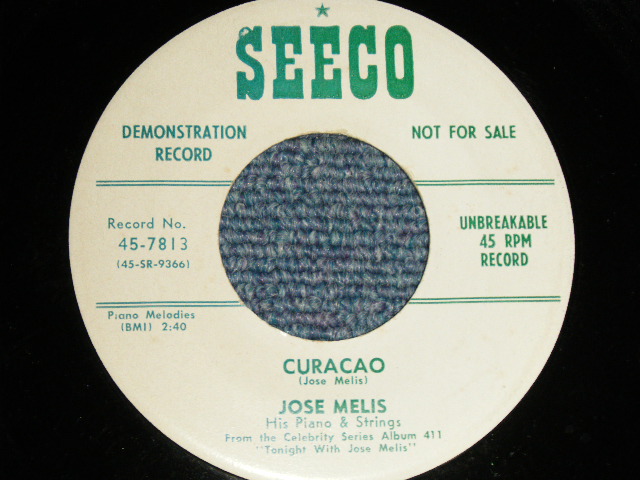 SEECO
DEMONSTRATION
RECORD
NOT FOR SALE
Record No.
45-7813
(45-SR-9366)
UNBREAKABLE
45 RPM
RECORD
Piano Melodies
(BMI) 2:40
CURACAO
(Jose Melis)
JOSE MELIS
His Piano & Strings
From the Celebrity Series Album 411
"Tonight With Jose Melis"